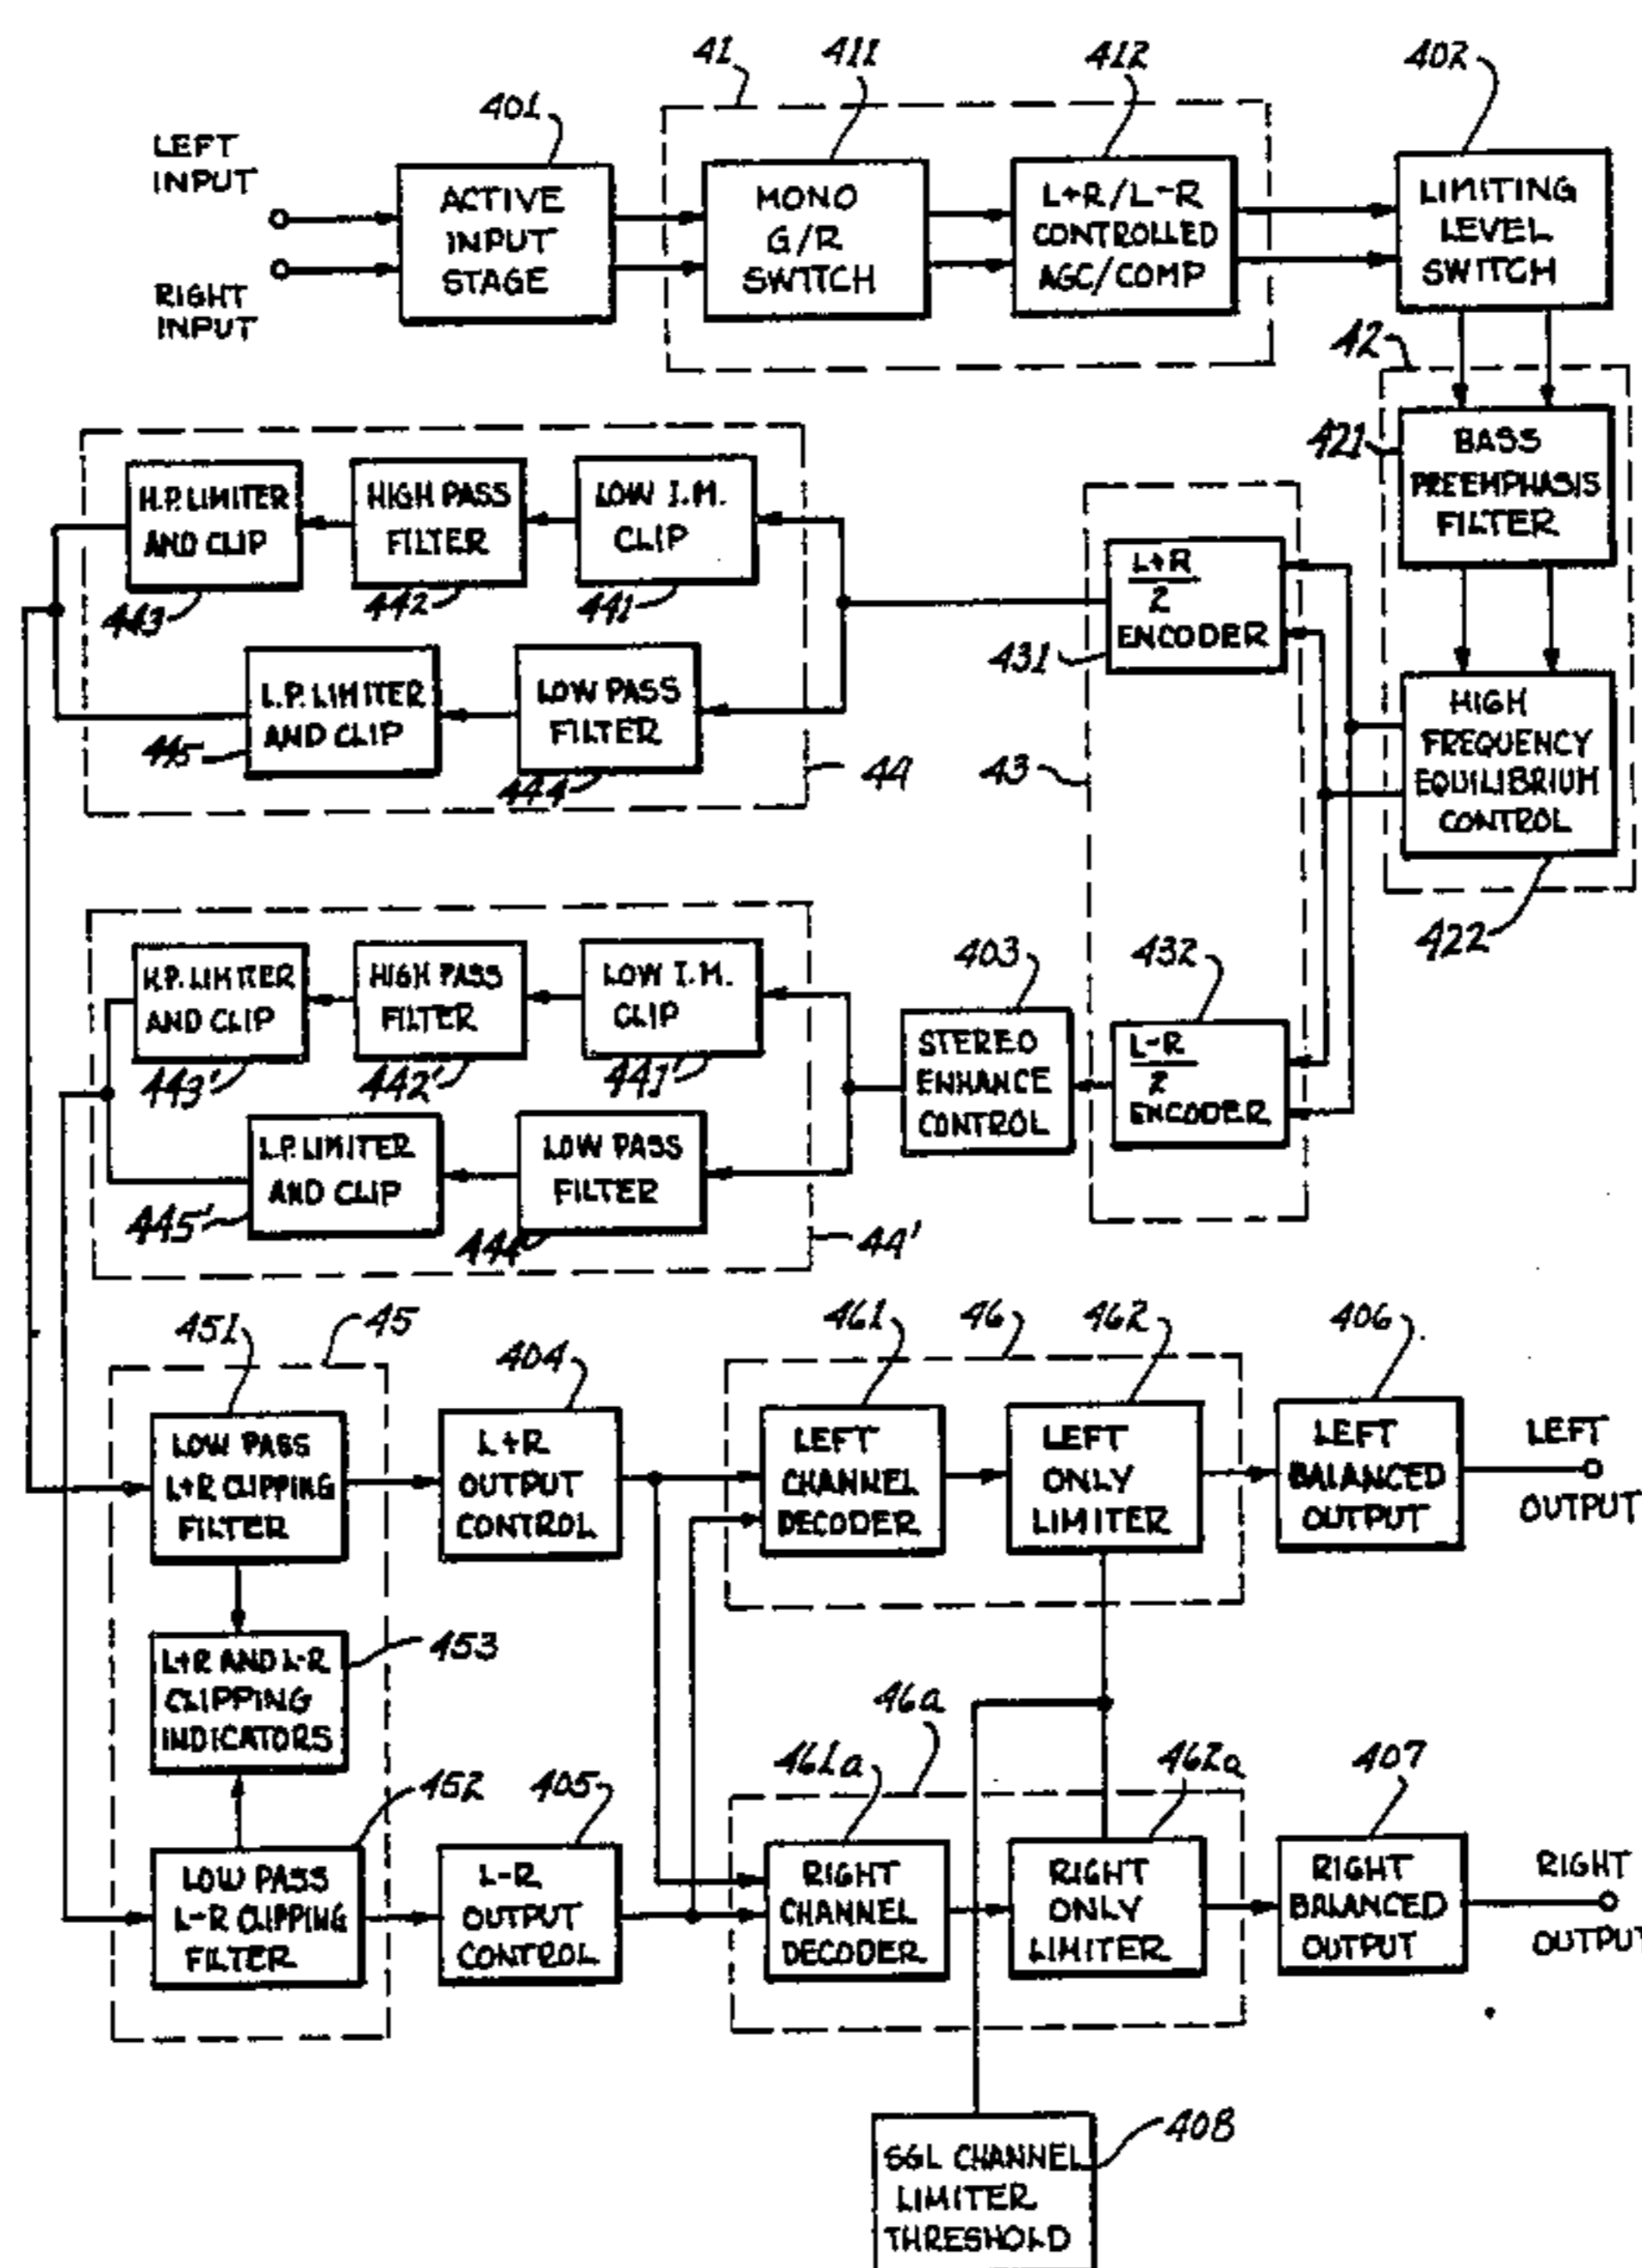 41
411
412
402
401
LEFT
INPUT
RIGHT
INPUT
ACTIVE
INPUT
STAGE
MONO
G/R
SWITCH
L+R/L-R
CONTROLLED
AGC/COMP
LIMITING
LEVEL
SWITCH
42
421
BASS
PREEMPHASIS
FILTER
HIGH
FREQUENCY
EQUILIBRIUM
CONTROL
422
H.P. LIMITER
AND CLIP
443
HIGH PASS
FILTER
442
LOW I.M.
CLIP
441
L.P. LIMITER
AND CLIP
445
LOW PASS
FILTER
444
44
43
L+R
2
ENCODER
431
H.P. LIMITER
AND CLIP
443'
HIGH PASS
FILTER
442'
LOW I.M.
CLIP
441'
L.P. LIMITER
AND CLIP
445'
LOW PASS
FILTER
444'
44'
403
STEREO
ENHANCE
CONTROL
432
L-R
2
ENCODER
451
45
404
461
46
462
406
LOW PASS
L+R CLIPPING
FILTER
L+R
OUTPUT
CONTROL
LEFT
CHANNEL
DECODER
LEFT
ONLY
LIMITER
LEFT
BALANCED
OUTPUT
LEFT
OUTPUT
L+R AND L-R
CLIPPING
INDICATORS
453
452
405
46a
461a
462a
407
LOW PASS
L-R CLIPPING
FILTER
L-R
OUTPUT
CONTROL
RIGHT
CHANNEL
DECODER
RIGHT
ONLY
LIMITER
RIGHT
BALANCED
OUTPUT
RIGHT
OUTPUT
408
SGL CHANNEL
LIMITER
THRESHOLD